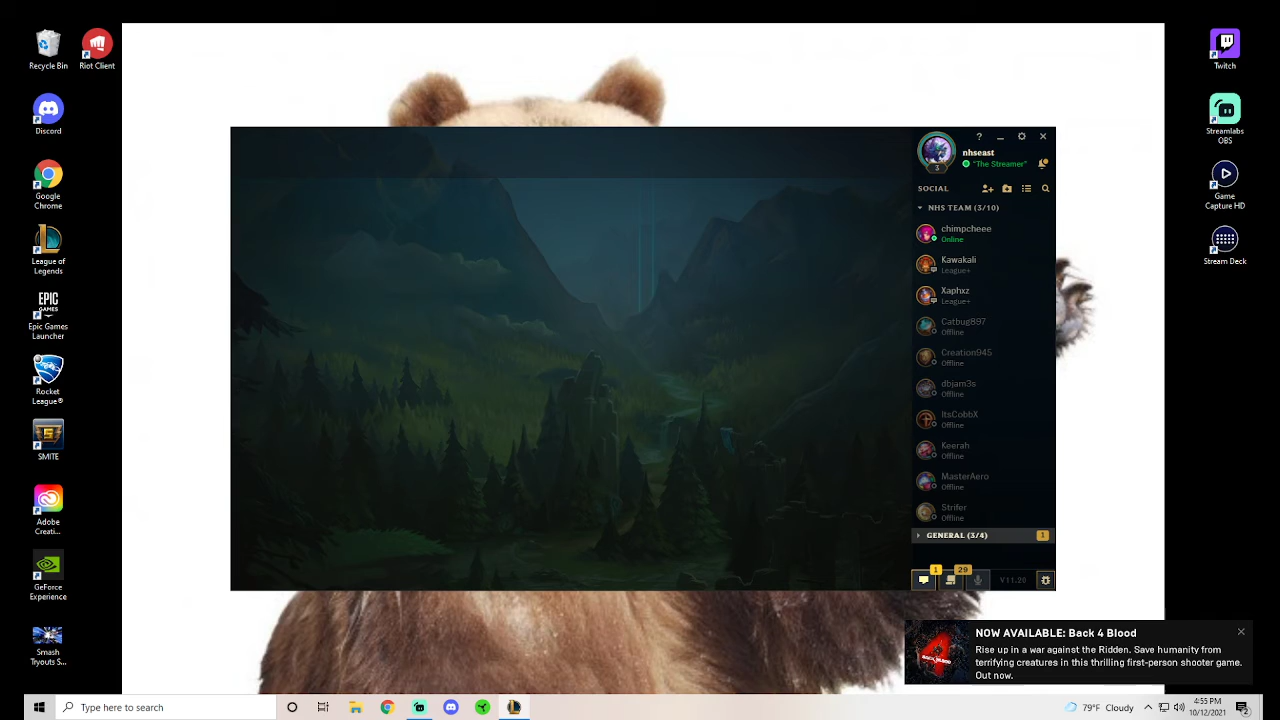 Recycle Bin
Riot Client
Discord
Google
Chrome
League of
Legends
EPIC
GAMES
Epic Games
Launcher
Rocket
League®
SMITE
Adobe
Creati...
GeForce
Experience
Smash
Tryouts S...
?
nhseast
3
"The Streamer"
SOCIAL
NHS TEAM (3/10)
chimpcheee
Online
Kawakali
League+
Xaphxz
League+
Catbug897
Offline
Creation945
Offline
dbjam3s
Offline
ItsCobbX
Offline
Keerah
Offline
MasterAero
Offline
Strifer
Offline
GENERAL (3/4)
1
1
29
V11.20
Twitch
Streamlabs
OBS
Game
Capture HD
Stream Deck
BACK BLOOD
4
NOW AVAILABLE: Back 4 Blood
Rise up in a war against the Ridden. Save humanity from
terrifying creatures in this thrilling first-person shooter game.
Out now.
Type here to search
79°F Cloudy
4:55 PM
10/12/2021
2